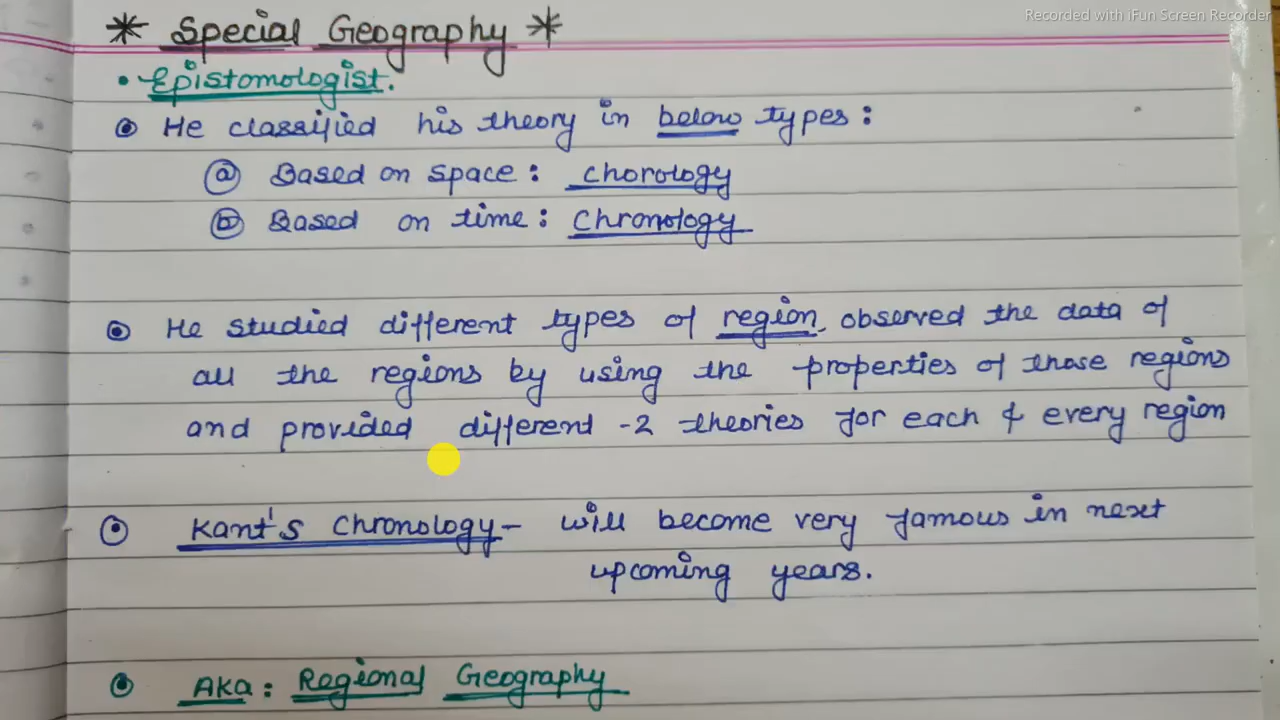 Recorded with iFun Screen Recorder
* Special Geography *
• Epistomologist.
He classified his theory in below types:
(a) Based on space: chorology
(b) Based on time: Chronology
He studied different types of region, observed the data of
all the regions by using the properties of those regions
and provided different -2 theories for each & every region
Kant's Chronology- will become very famous in next
upcoming years.
AKa: Regional Geography